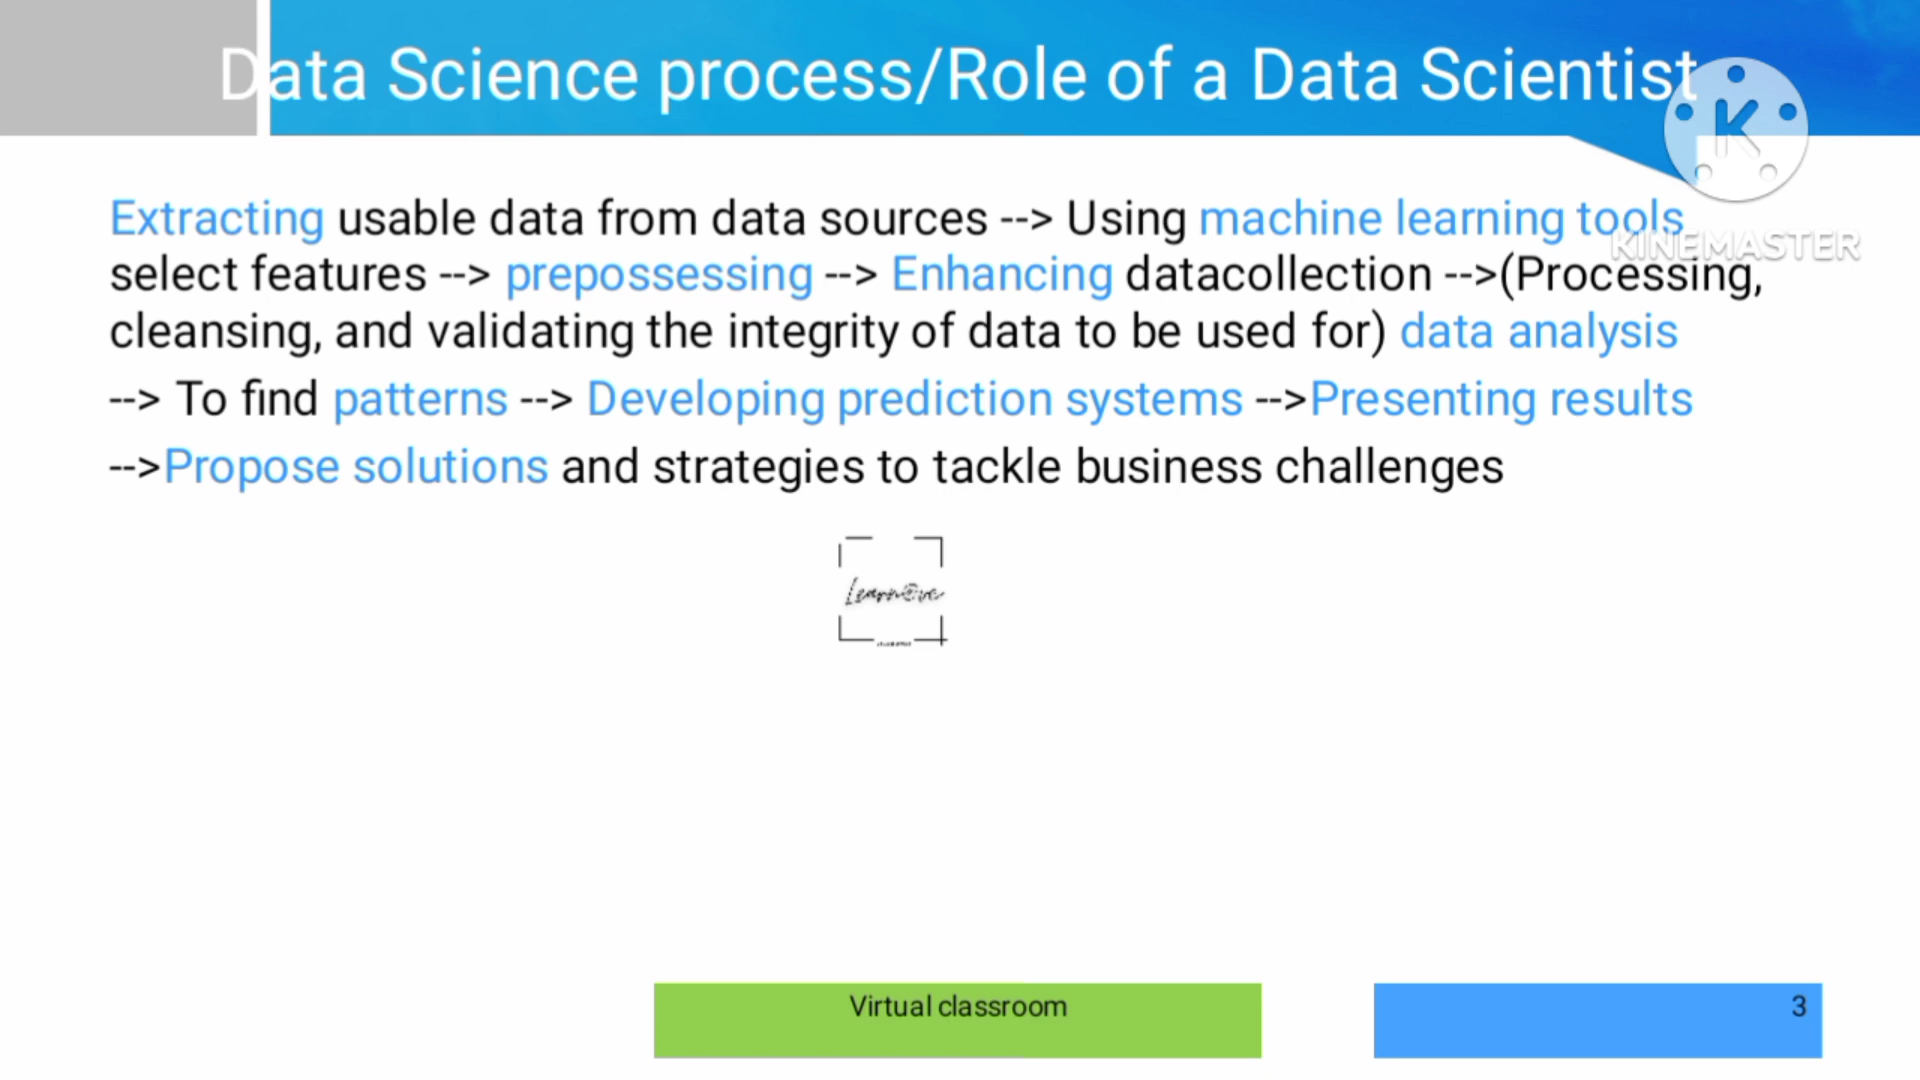 Data Science process/Role of a Data Scientist
KINEMASTER
Extracting usable data from data sources --> Using machine learning tools
select features --> prepossessing --> Enhancing datacollection -->(Processing,
cleansing, and validating the integrity of data to be used for) data analysis
--> To find patterns --> Developing prediction systems -->Presenting results
-->Propose solutions and strategies to tackle business challenges
Learn@vc
Virtual classroom
3